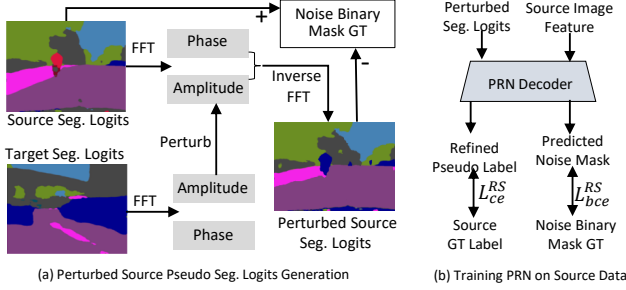 FFT
Phase
Amplitude
Source Seg. Logits
Target Seg. Logits
FFT
Perturb
Amplitude
Phase
Inverse
FFT
+
Noise Binary
Mask GT
-
Perturbed Source
Seg. Logits
(a) Perturbed Source Pseudo Seg. Logits Generation
Perturbed
Seg. Logits
Source Image
Feature
PRN Decoder
Refined
Pseudo Label
Predicted
Noise Mask
L_{ce}^{RS}
L_{bce}^{RS}
Source
GT Label
Noise Binary
Mask GT
(b) Training PRN on Source Data